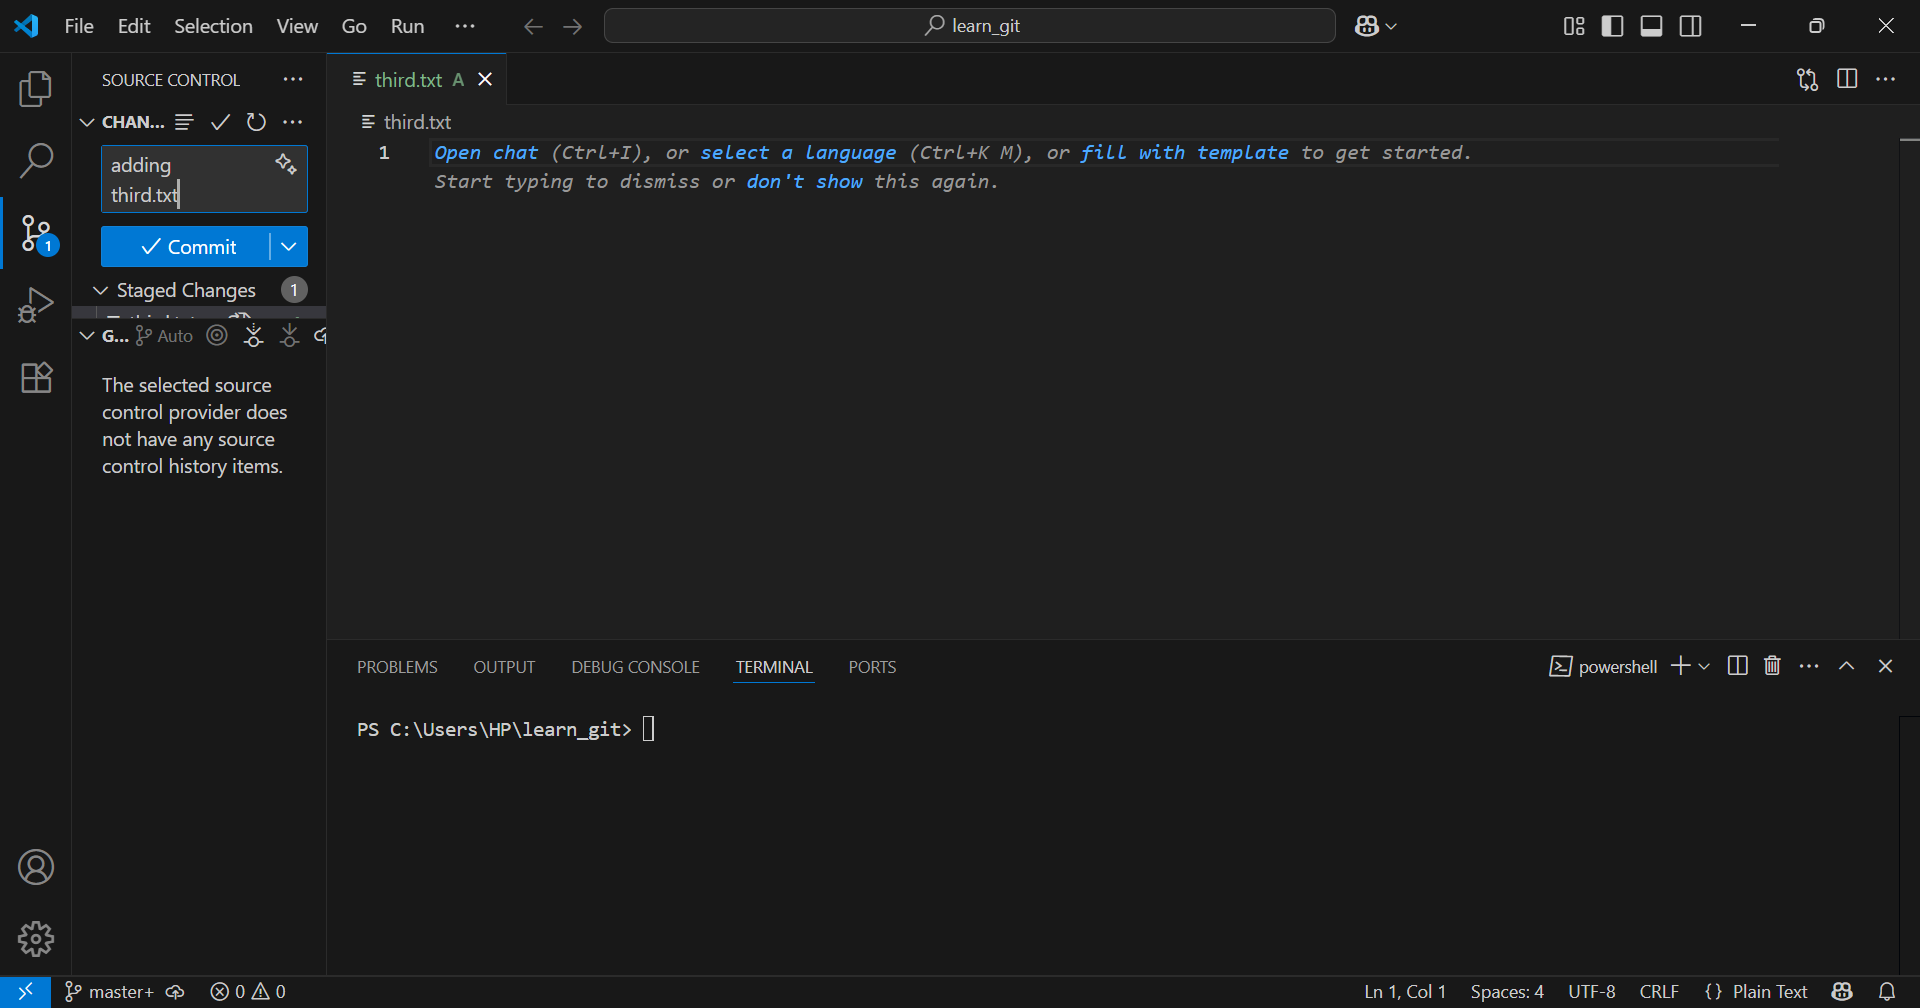 File Edit Selection View Go Run ··· learn_git
SOURCE CONTROL ···
CHAN... ···
adding
third.txt
Commit
Staged Changes 1
G... Auto
The selected source
control provider does
not have any source
control history items.
1
third.txt A
third.txt
1 Open chat (Ctrl+I), or select a language (Ctrl+K M), or fill with template to get started.
Start typing to dismiss or don't show this again.
PROBLEMS OUTPUT DEBUG CONSOLE TERMINAL PORTS powershell ···
PS C:\Users\HP\learn_git>
master+ 0 0 Ln 1, Col 1 Spaces: 4 UTF-8 CRLF {} Plain Text